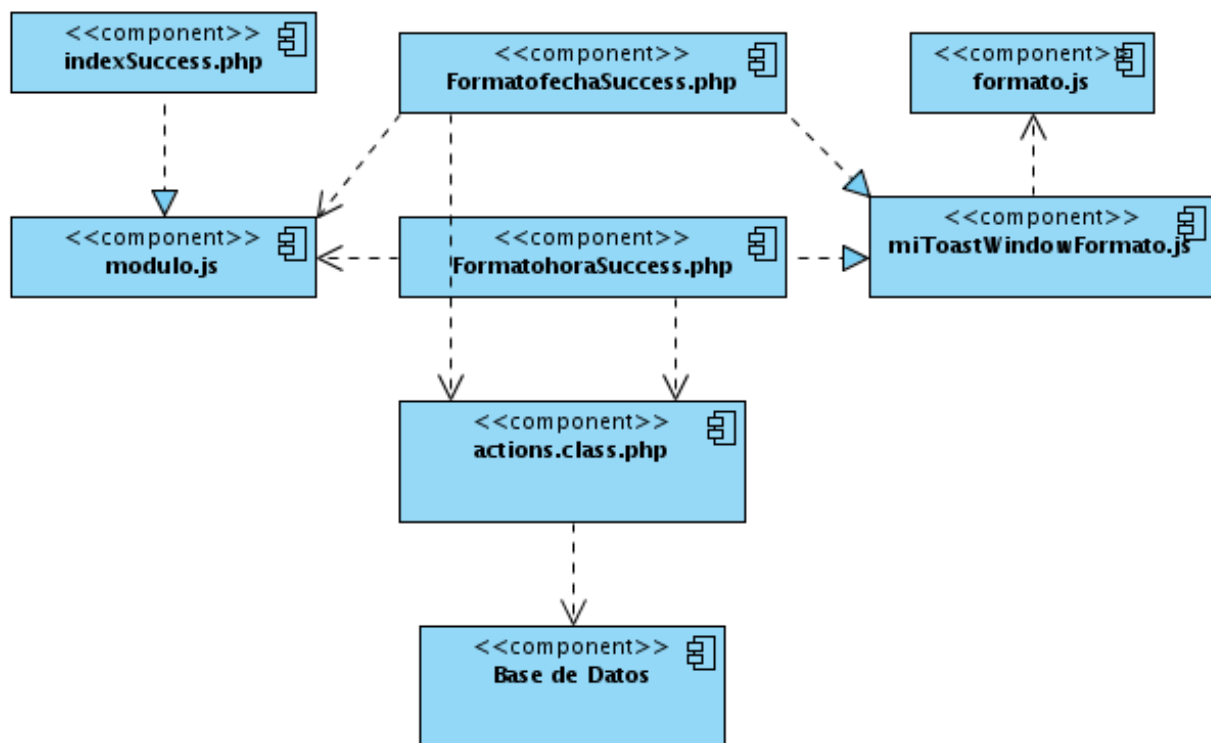 <<component>>
indexSuccess.php
<<component>>
FormatofechaSuccess.php
<<component>>
formato.js
<<component>>
modulo.js
<<component>>
FormatohoraSuccess.php
<<component>>
miToastWindowFormato.js
<<component>>
actions.class.php
<<component>>
Base de Datos